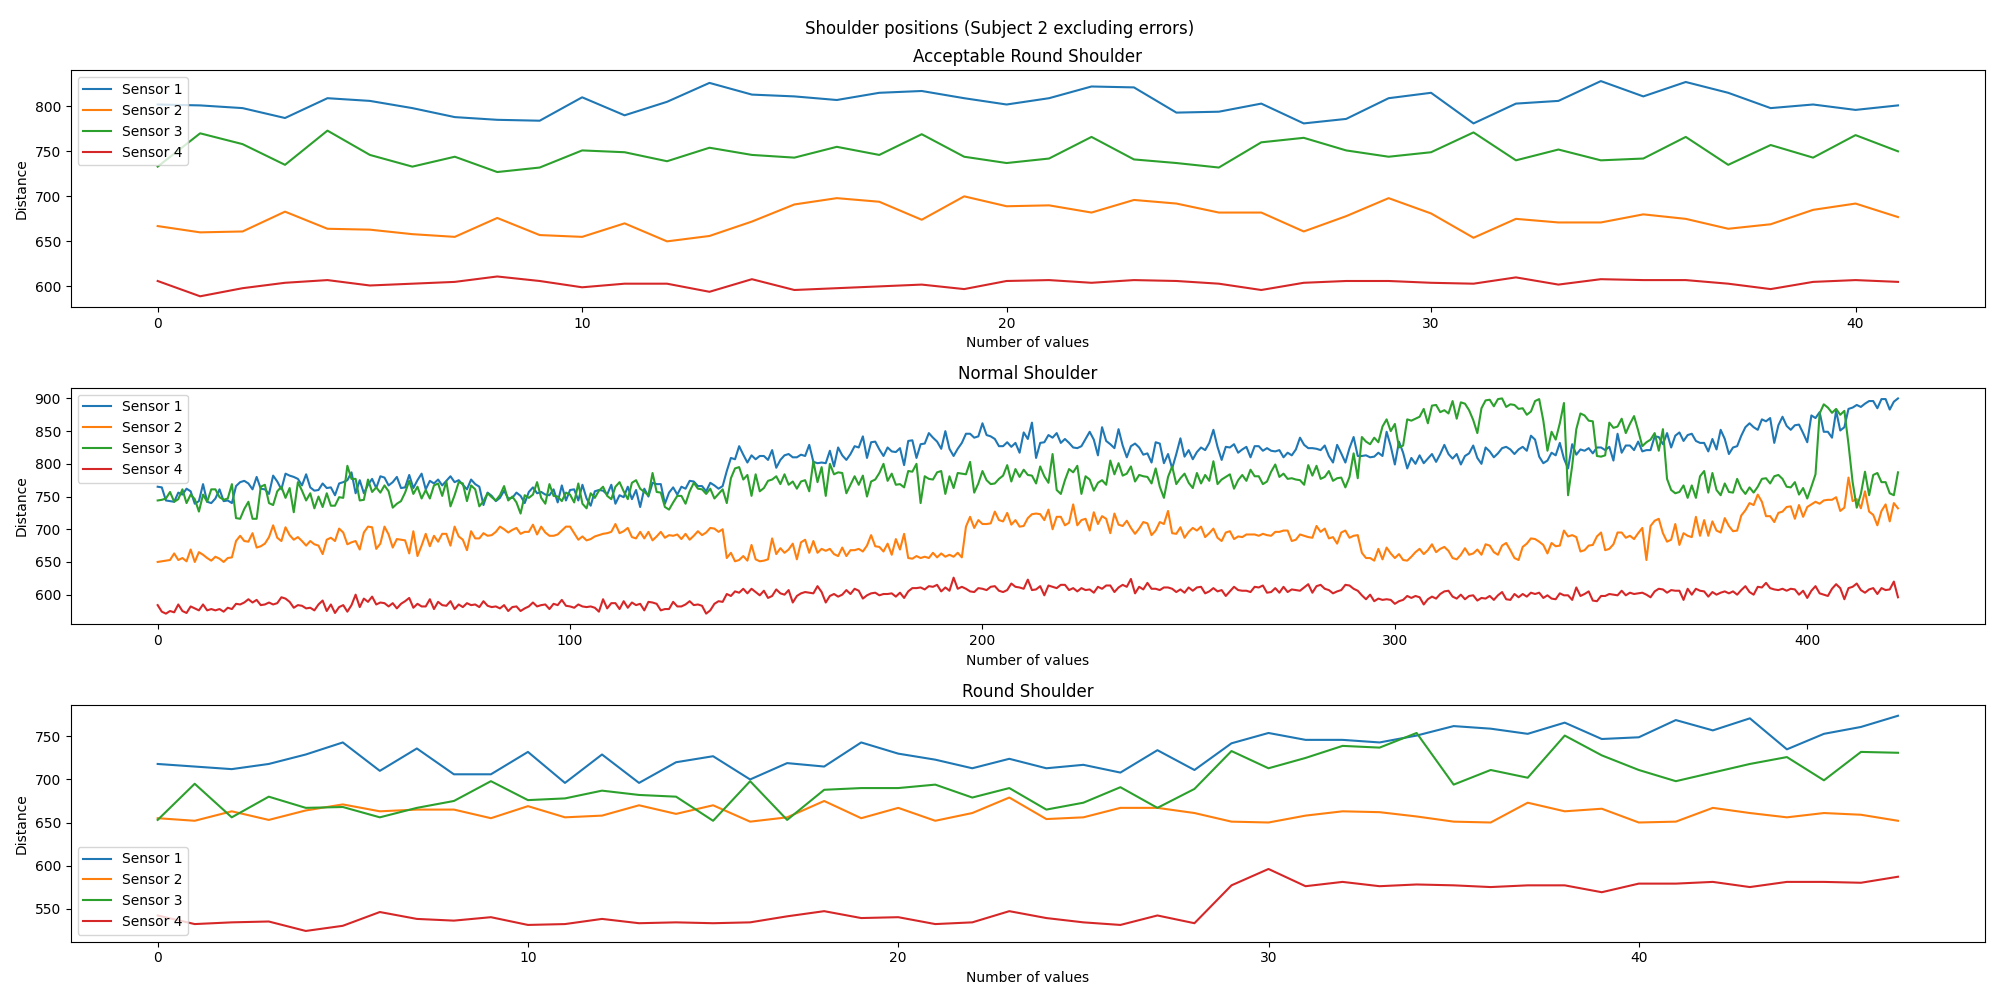 Shoulder positions (Subject 2 excluding errors)
Acceptable Round Shoulder
Sensor 1
Sensor 2
Sensor 3
Sensor 4
Distance
800
750
700
650
600
0 10 20 30 40
Number of values
Normal Shoulder
Sensor 1
Sensor 2
Sensor 3
Sensor 4
Distance
900
850
800
750
700
650
600
0 100 200 300 400
Number of values
Round Shoulder
Sensor 1
Sensor 2
Sensor 3
Sensor 4
Distance
750
700
650
600
550
0 10 20 30 40
Number of values